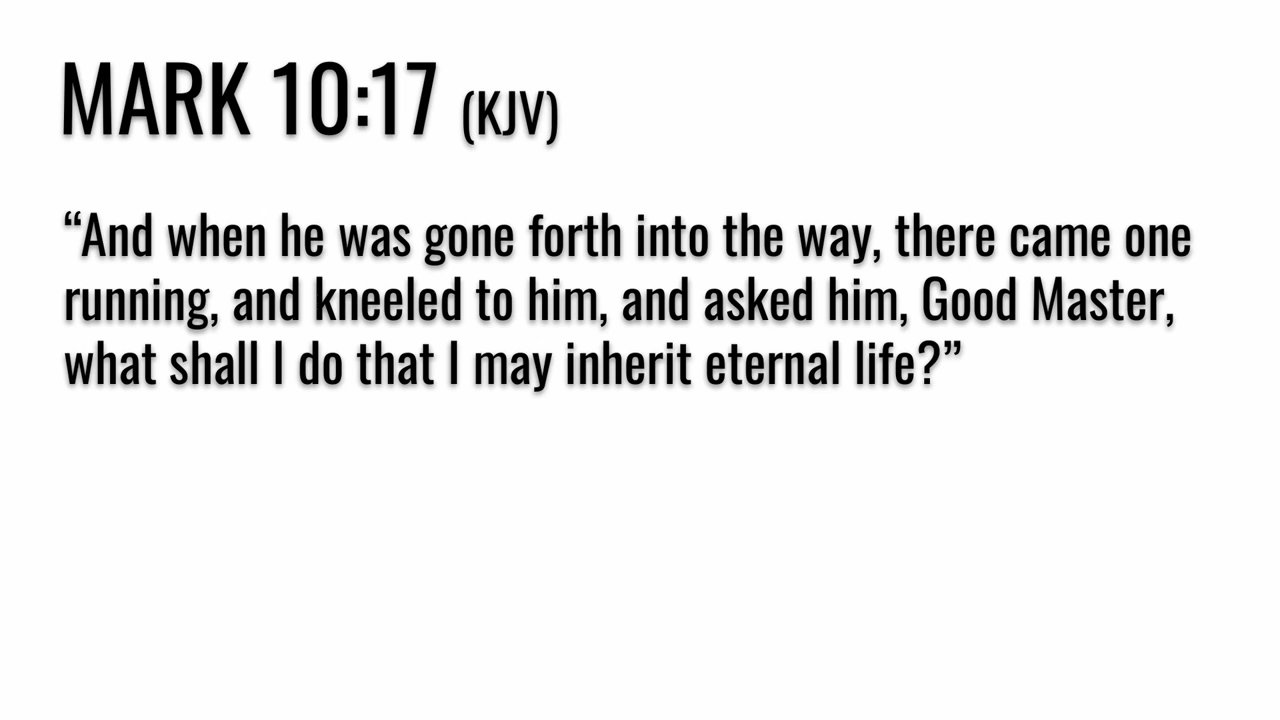 MARK 10:17 (KJV)
“And when he was gone forth into the way, there came one
running, and kneeled to him, and asked him, Good Master,
what shall I do that I may inherit eternal life?”